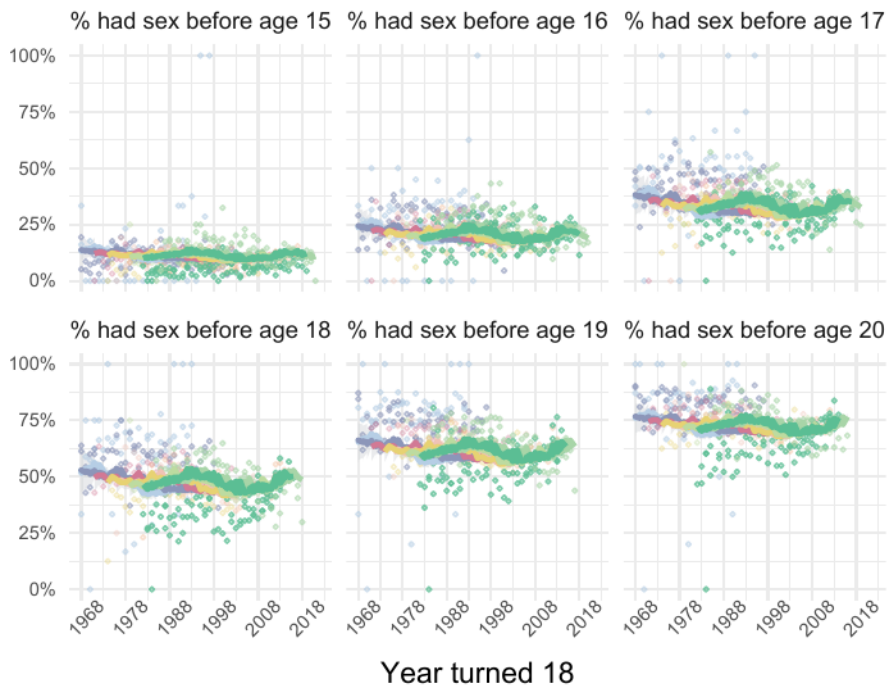 % had sex before age 15 % had sex before age 16 % had sex before age 17
100%
75%
50%
25%
0%
% had sex before age 18 % had sex before age 19 % had sex before age 20
100%
75%
50%
25%
0%
1968 1978 1988 1998 2008 2018 1968 1978 1988 1998 2008 2018 1968 1978 1988 1998 2008 2018
Year turned 18